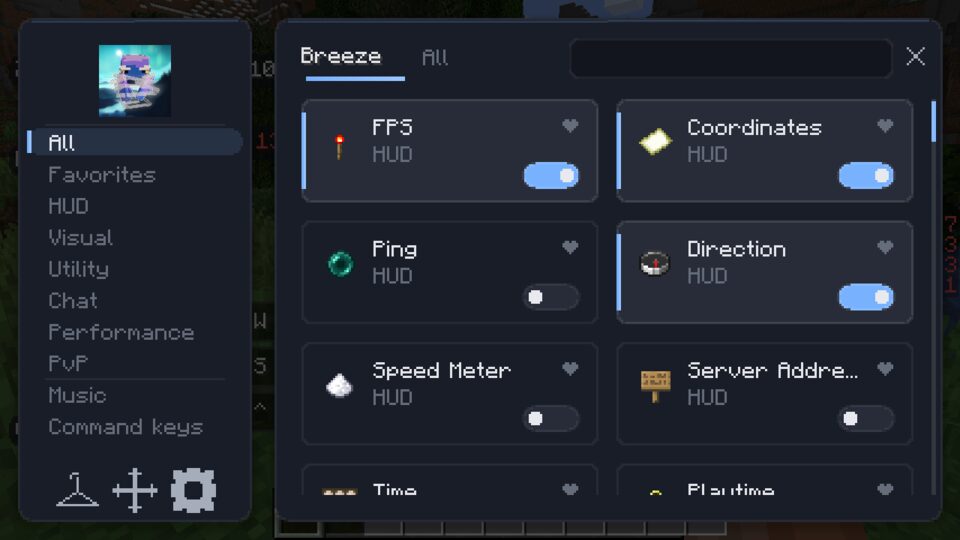 All
Favorites
HUD
Visual
Utility
Chat
Performance
PvP
Music
Command keys
Breeze
All
FPS
HUD
Coordinates
HUD
Ping
HUD
Direction
HUD
Speed Meter
HUD
Server Addre...
HUD
Time
Playtime
10
W
S